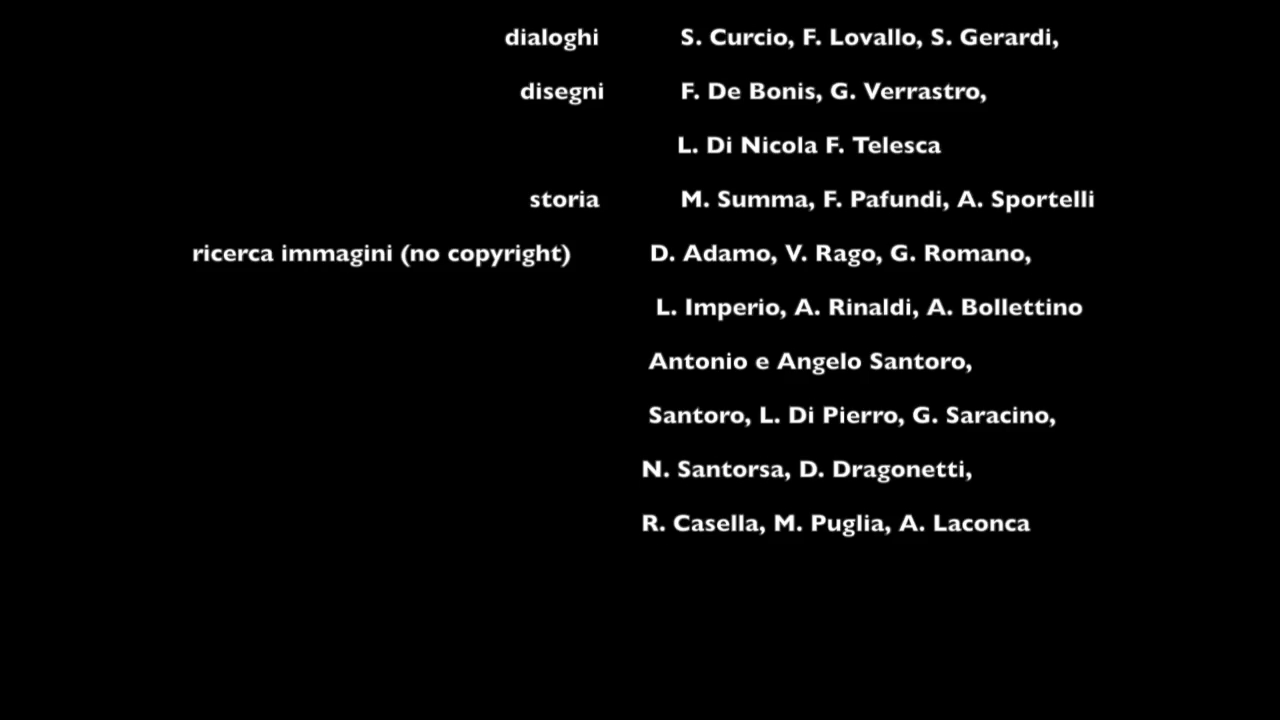 dialoghi S. Curcio, F. Lovallo, S. Gerardi,
disegni F. De Bonis, G. Verrastro,
L. Di Nicola F. Telesca
storia M. Summa, F. Pafundi, A. Sportelli
ricerca immagini (no copyright) D. Adamo, V. Rago, G. Romano,
L. Imperio, A. Rinaldi, A. Bollettino
Antonio e Angelo Santoro,
Santoro, L. Di Pierro, G. Saracino,
N. Santorsa, D. Dragonetti,
R. Casella, M. Puglia, A. Laconca